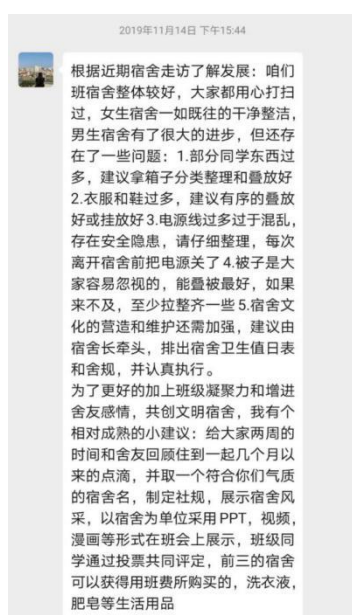 2019年11月14日 下午15:44
根据近期宿舍走访了解发展：咱们
班宿舍整体较好，大家都用心打扫
过，女生宿舍一如既往的干净整洁，
男生宿舍有了很大的进步，但还存
在了一些问题：1.部分同学东西过
多，建议拿箱子分类整理和叠放好
2.衣服和鞋过多，建议有序的叠放
好或挂放好3.电源线过多过于混乱，
存在安全隐患，请仔细整理，每次
离开宿舍前把电源关了4.被子是大
家容易忽视的，能叠被最好，如果
来不及，至少拉整齐一些5.宿舍文
化的营造和维护还需加强，建议由
宿舍长牵头，排出宿舍卫生值日表
和舍规，并认真执行。
为了更好的加上班级凝聚力和增进
舍友感情，共创文明宿舍，我有个
相对成熟的小建议：给大家两周的
时间和舍友回顾住到一起几个月以
来的点滴，并取一个符合你们气质
的宿舍名，制定社规，展示宿舍风
采，以宿舍为单位采用PPT，视频，
漫画等形式在班会上展示，班级同
学通过投票共同评定，前三的宿舍
可以获得用班费所购买的，洗衣液，
肥皂等生活用品